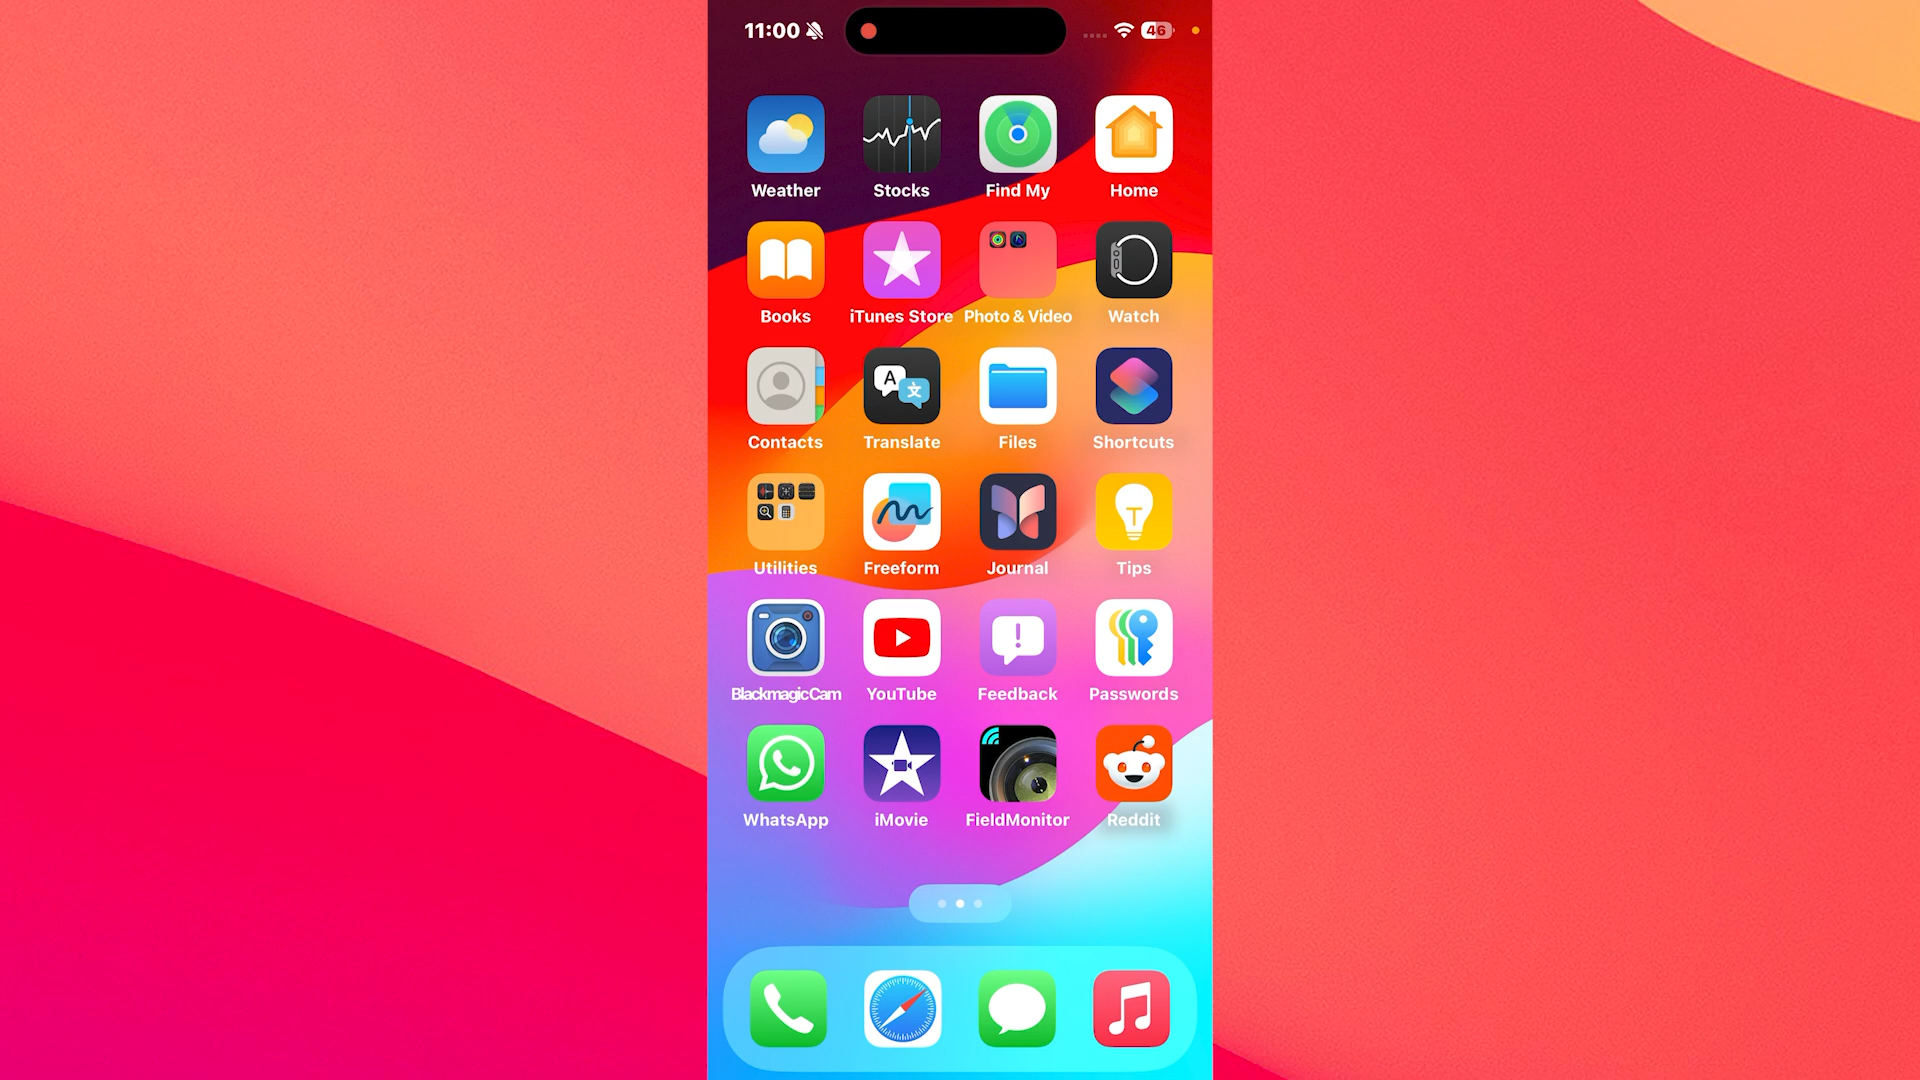 11:00 46
Weather Stocks Find My Home
Books iTunes Store Photo & Video Watch
A 文
Contacts Translate Files Shortcuts
T
Utilities Freeform Journal Tips
!
BlackmagicCam YouTube Feedback Passwords
WhatsApp iMovie FieldMonitor Reddit